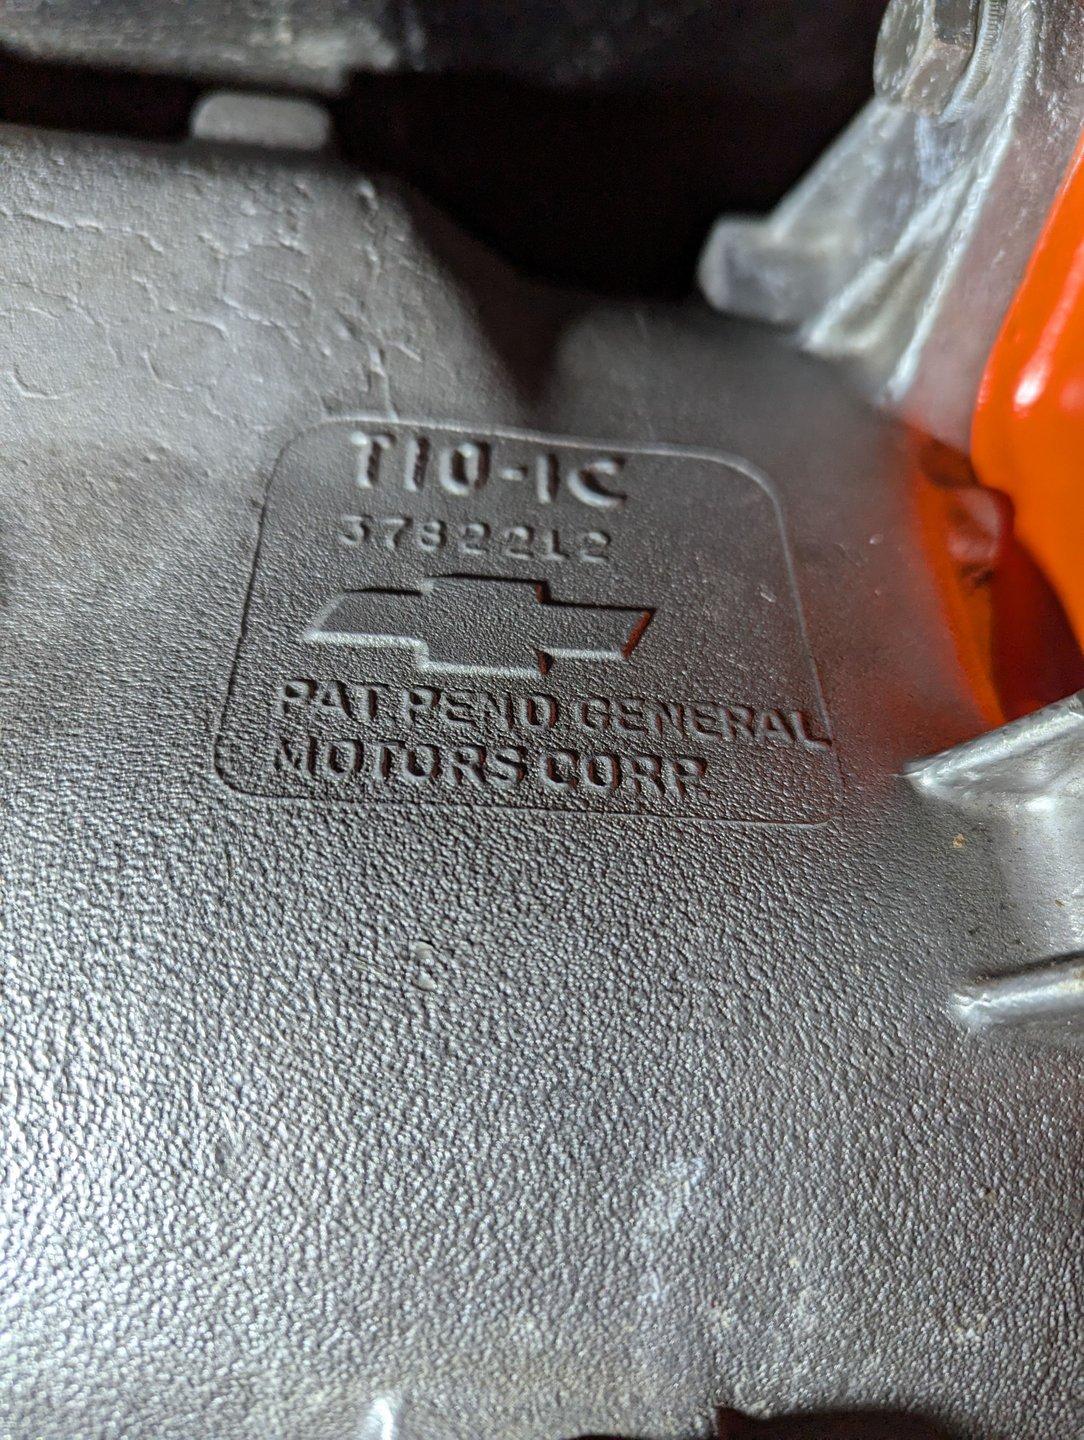 T10-1C
3782212
PAT. PEND. GENERAL
MOTORS CORP.